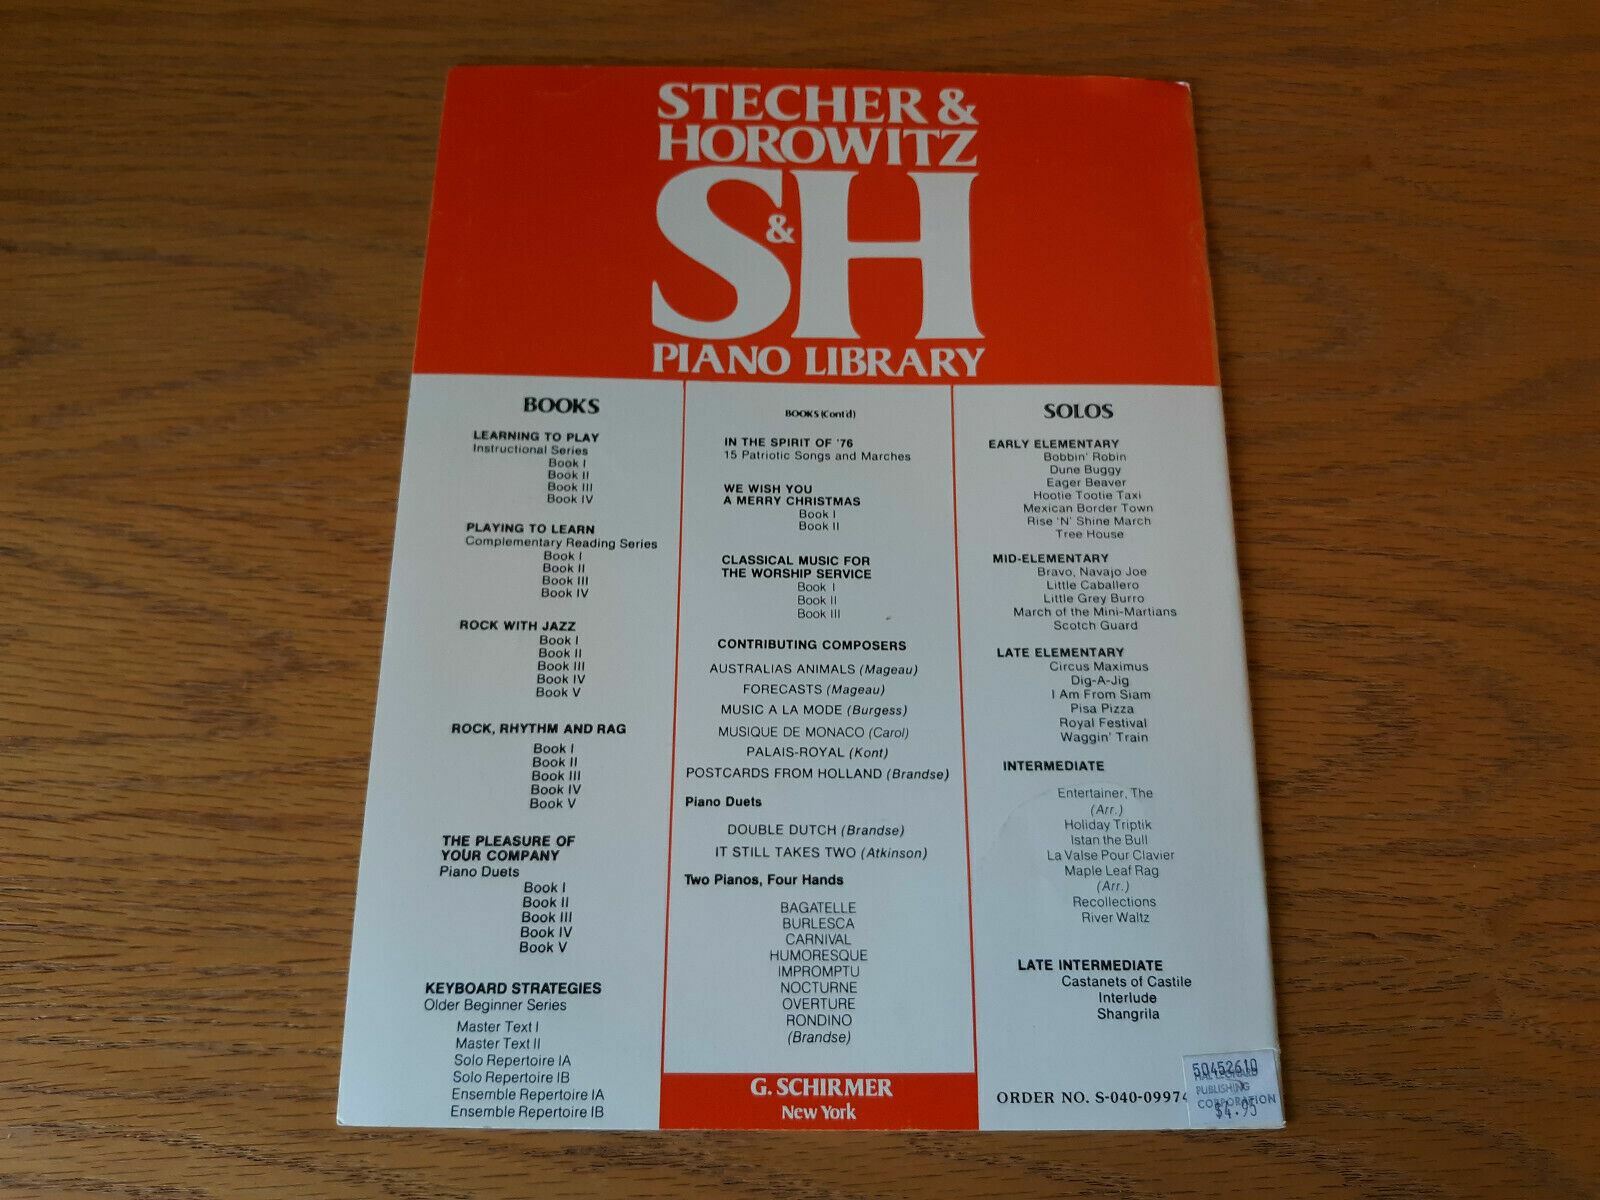 STECHER &
HOROWITZ
S&H
PIANO LIBRARY
BOOKS
LEARNING TO PLAY
Instructional Series
Book I
Book II
Book III
Book IV
PLAYING TO LEARN
Complementary Reading Series
Book I
Book II
Book III
Book IV
ROCK WITH JAZZ
Book I
Book II
Book III
Book IV
Book V
ROCK, RHYTHM AND RAG
Book I
Book II
Book III
Book IV
Book V
THE PLEASURE OF
YOUR COMPANY
Piano Duets
Book I
Book II
Book III
Book IV
Book V
KEYBOARD STRATEGIES
Older Beginner Series
Master Text I
Master Text II
Solo Repertoire IA
Solo Repertoire IB
Ensemble Repertoire IA
Ensemble Repertoire IB
BOOKS (Cont'd)
IN THE SPIRIT OF '76
15 Patriotic Songs and Marches
WE WISH YOU
A MERRY CHRISTMAS
Book I
Book II
CLASSICAL MUSIC FOR
THE WORSHIP SERVICE
Book I
Book II
Book III
CONTRIBUTING COMPOSERS
AUSTRALIAS ANIMALS (Mageau)
FORECASTS (Mageau)
MUSIC A LA MODE (Burgess)
MUSIQUE DE MONACO (Carol)
PALAIS-ROYAL (Kont)
POSTCARDS FROM HOLLAND (Brandse)
Piano Duets
DOUBLE DUTCH (Brandse)
IT STILL TAKES TWO (Atkinson)
Two Pianos, Four Hands
BAGATELLE
BURLESCA
CARNIVAL
HUMORESQUE
IMPROMPTU
NOCTURNE
OVERTURE
RONDINO
(Brandse)
G. SCHIRMER
New York
SOLOS
EARLY ELEMENTARY
Bobbin' Robin
Dune Buggy
Eager Beaver
Hootie Tootie Taxi
Mexican Border Town
Rise 'N' Shine March
Tree House
MID-ELEMENTARY
Bravo, Navajo Joe
Little Caballero
Little Grey Burro
March of the Mini-Martians
Scotch Guard
LATE ELEMENTARY
Circus Maximus
Dig-A-Jig
I Am From Siam
Pisa Pizza
Royal Festival
Waggin' Train
INTERMEDIATE
Entertainer, The
(Arr.)
Holiday Triptik
Istan the Bull
La Valse Pour Clavier
Maple Leaf Rag
(Arr.)
Recollections
River Waltz
LATE INTERMEDIATE
Castanets of Castile
Interlude
Shangrila
ORDER NO. S-040-09974
50452610
HAL LEONARD
PUBLISHING
CORPORATION
$4.95